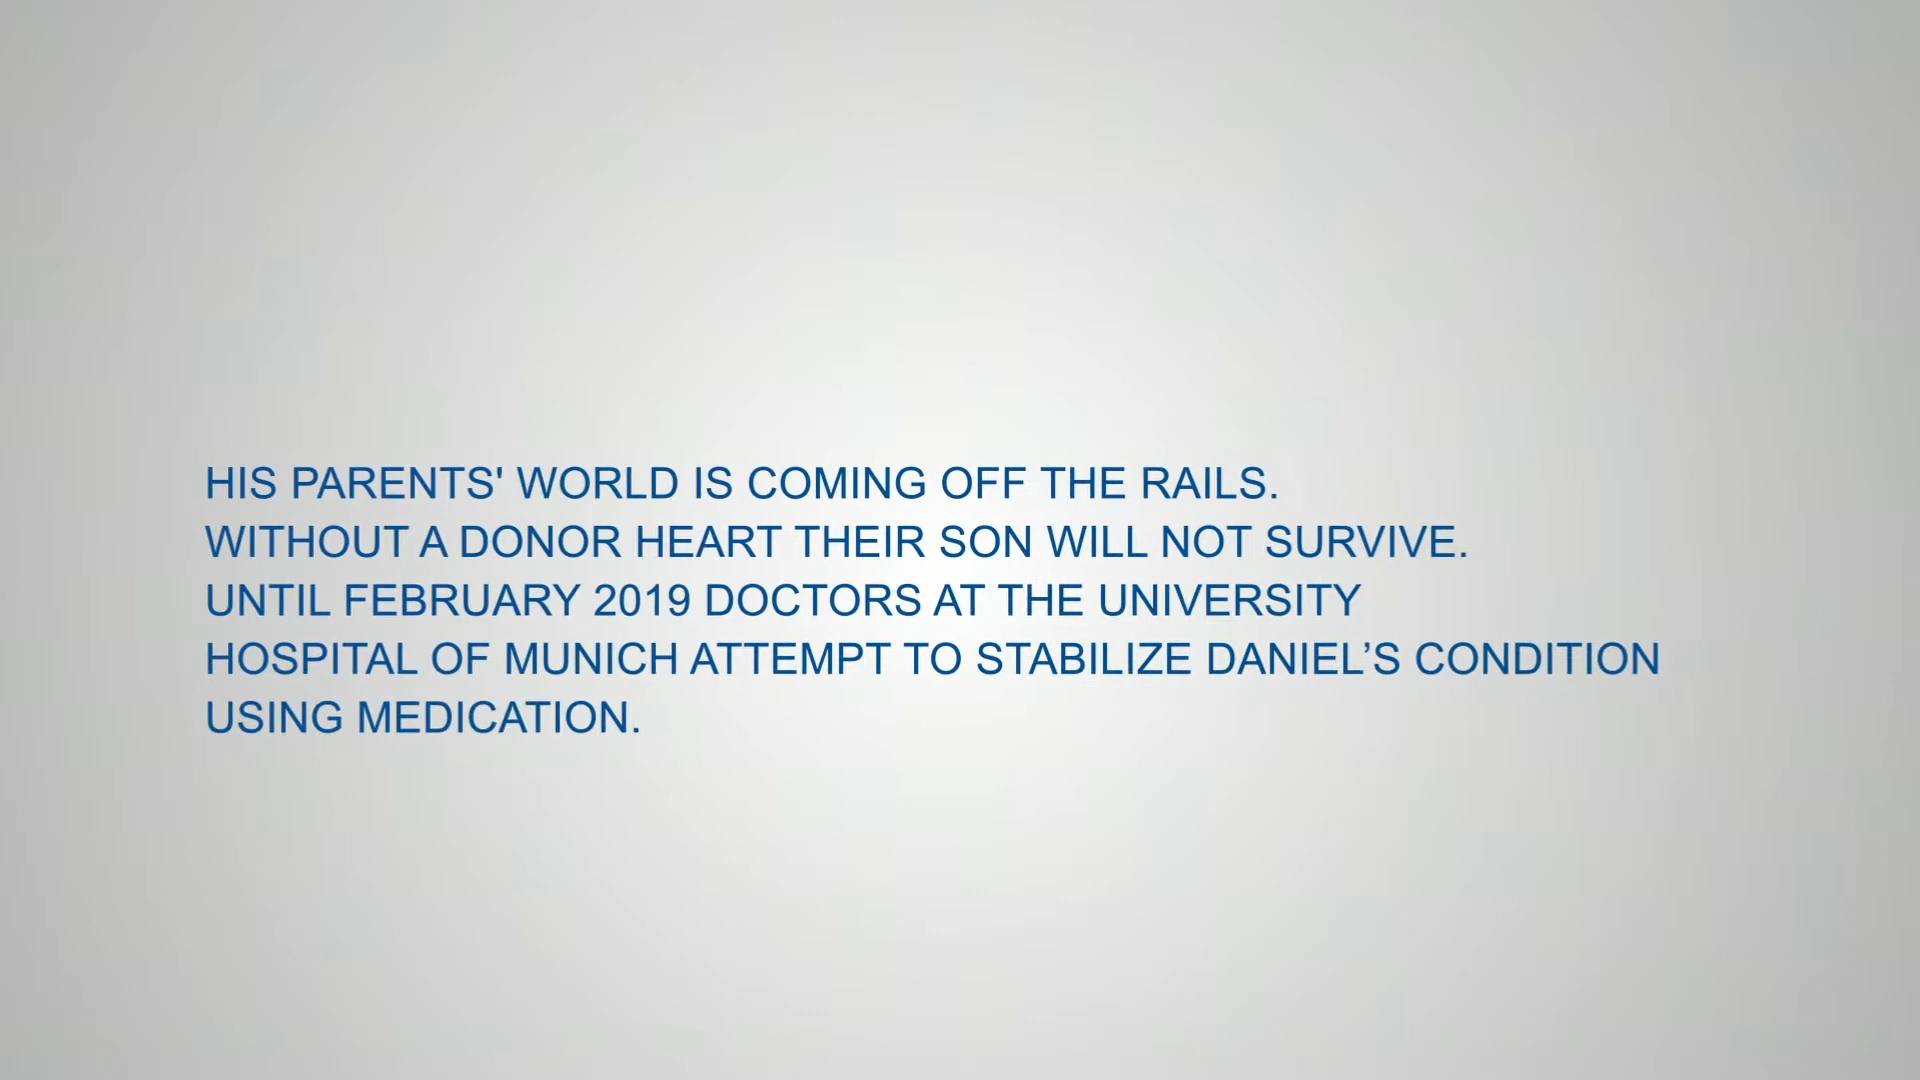 HIS PARENTS' WORLD IS COMING OFF THE RAILS.
WITHOUT A DONOR HEART THEIR SON WILL NOT SURVIVE.
UNTIL FEBRUARY 2019 DOCTORS AT THE UNIVERSITY
HOSPITAL OF MUNICH ATTEMPT TO STABILIZE DANIEL’S CONDITION
USING MEDICATION.